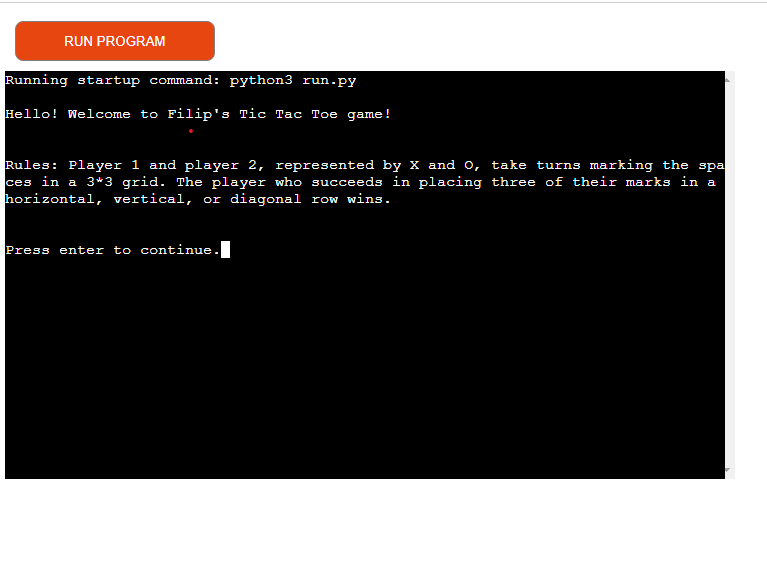 RUN PROGRAM
Running startup command: python3 run.py
Hello! Welcome to Filip's Tic Tac Toe game!
Rules: Player 1 and player 2, represented by X and O, take turns marking the spa
ces in a 3*3 grid. The player who succeeds in placing three of their marks in a
horizontal, vertical, or diagonal row wins.
Press enter to continue.